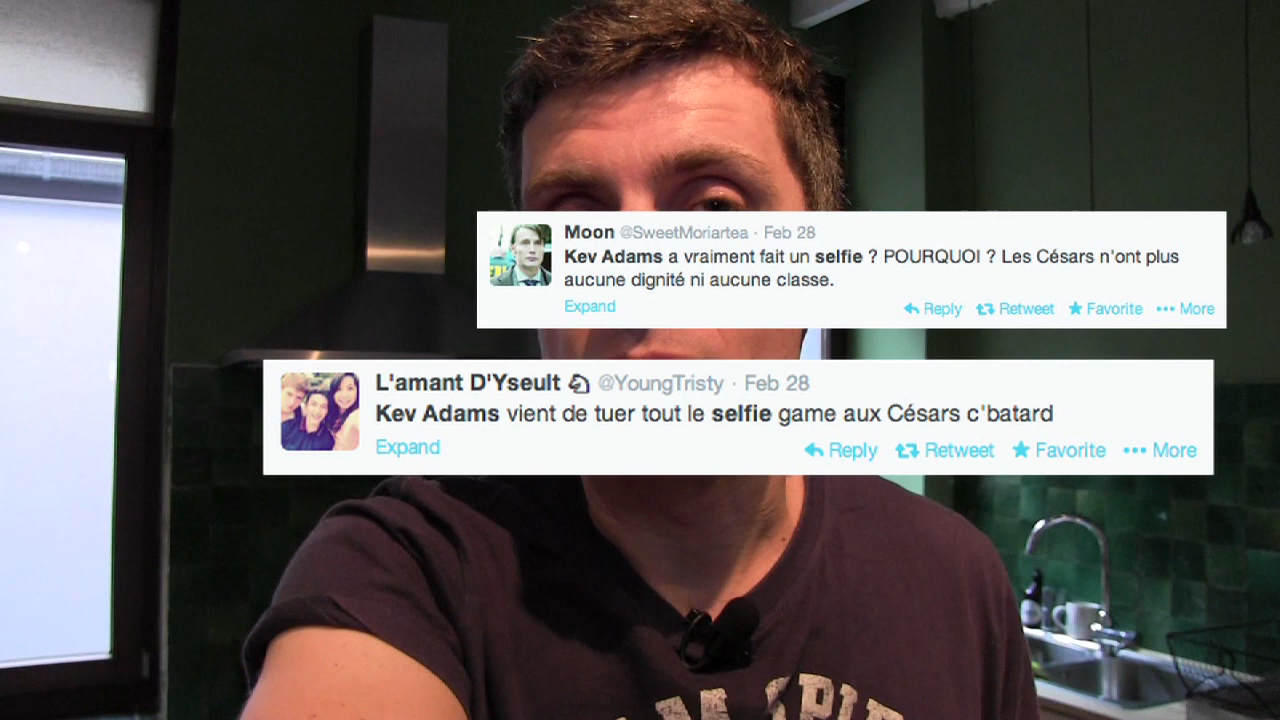 Moon @SweetMoriartea · Feb 28
Kev Adams a vraiment fait un selfie ? POURQUOI ? Les Césars n'ont plus
aucune dignité ni aucune classe.
Expand Reply Retweet Favorite More
L'amant D'Yseult @YoungTristy · Feb 28
Kev Adams vient de tuer tout le selfie game aux Césars c'batard
Expand Reply Retweet Favorite More